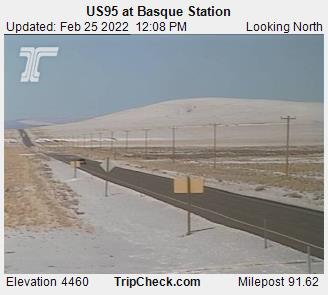 US95 at Basque Station
Updated: Feb 25 2022 12:08 PM Looking North
Elevation 4460 TripCheck.com Milepost 91.62